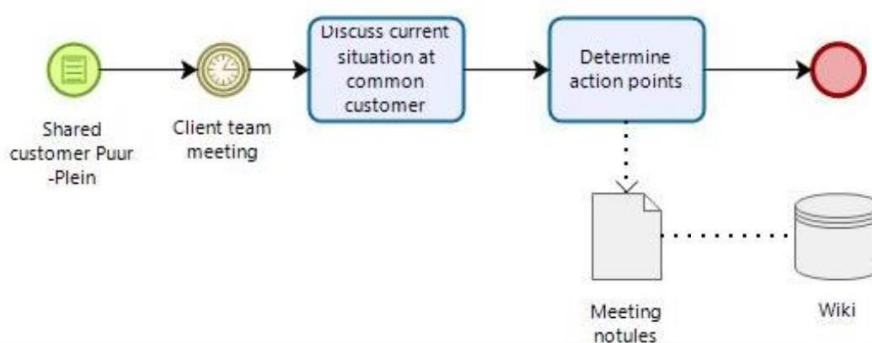 Shared
customer Puur
-Plein
Client team
meeting
Discuss current
situation at
common
customer
Determine
action points
Meeting
notules
Wiki